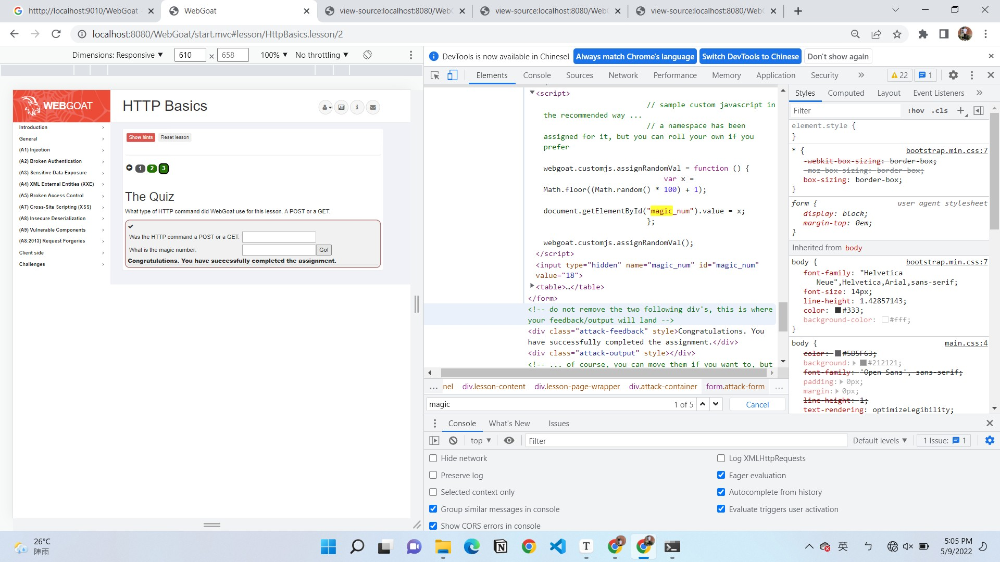 htttp://localhost:9010/WebGoat
WebGoat
view-source:localhost:8080/WebG
view-source:localhost:8080/WebG
view-source:localhost:8080/WebG
localhost:8080/WebGoat/start.mvc#lesson/HttpBasics.lesson/2
Dimensions: Responsive ▼ 610 × 658 100% ▼ No throttling ▼
DevTools is now available in Chinese! Always match Chrome's language Switch DevTools to Chinese Don't show again
Elements Console Sources Network Performance Memory Application Security » 22 1
WEBGOAT
Introduction
General
(A1) Injection
(A2) Broken Authentication
(A3) Sensitive Data Exposure
(A4) XML External Entities (XXE)
(A5) Broken Access Control
(A7) Cross-Site Scripting (XSS)
(A8) Insecure Deserialization
(A9) Vulnerable Components
(A8:2013) Request Forgeries
Client side
Challenges
HTTP Basics
Show hints Reset lesson
1 2 3
The Quiz
What type of HTTP command did WebGoat use for this lesson. A POST or a GET.
Was the HTTP command a POST or a GET:
What is the magic number: Go!
Congratulations. You have successfully completed the assignment.
▼<script>
// sample custom javascript in
the recommended way ...
// a namespace has been
assigned for it, but you can roll your own if you
prefer
webgoat.customjs.assignRandomVal = function () {
var x =
Math.floor((Math.random() * 100) + 1);
document.getElementById("magic_num").value = x;
};
webgoat.customjs.assignRandomVal();
</script>
<input type="hidden" name="magic_num" id="magic_num"
value="18">
▶<table>…</table>
</form>
<!-- do not remove the two following div's, this is where
your feedback/output will land -->
<div class="attack-feedback" style>Congratulations. You
have successfully completed the assignment.</div>
<div class="attack-output" style></div>
<!-- ... of course, you can move them if you want to, but
... nel div.lesson-content div.lesson-page-wrapper div.attack-container form.attack-form ...
magic 1 of 5 Cancel
Styles Computed Layout Event Listeners »
Filter :hov .cls +
element.style {
}
* { bootstrap.min.css:7
-webkit-box-sizing: border-box;
-moz-box-sizing: border-box;
box-sizing: border-box;
}
form { user agent stylesheet
display: block;
margin-top: 0em;
}
Inherited from body
body { bootstrap.min.css:7
font-family: "Helvetica
Neue",Helvetica,Arial,sans-serif;
font-size: 14px;
line-height: 1.42857143;
color: #333;
background-color: #fff;
}
body { main.css:4
color: #5D5F63;
background: ▶ #212121;
font-family: 'Open Sans', sans-serif;
padding: ▶ 0px;
margin: ▶ 0px;
line-height: 1;
text-rendering: optimizeLegibility;
Console What's New Issues
top ▼ Filter Default levels ▼ 1 Issue: 1
Hide network Log XMLHttpRequests
Preserve log Eager evaluation
Selected context only Autocomplete from history
Group similar messages in console Evaluate triggers user activation
Show CORS errors in console
26°C
陣雨
英 ㄅ
5:05 PM
5/9/2022